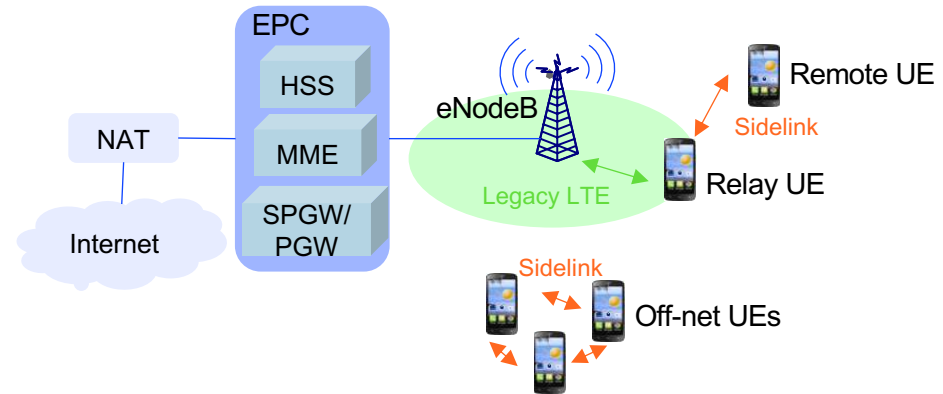 EPC
HSS
MME
SPGW/
PGW
NAT
Internet
eNodeB
Legacy LTE
Remote UE
Sidelink
Relay UE
Sidelink
Off-net UEs